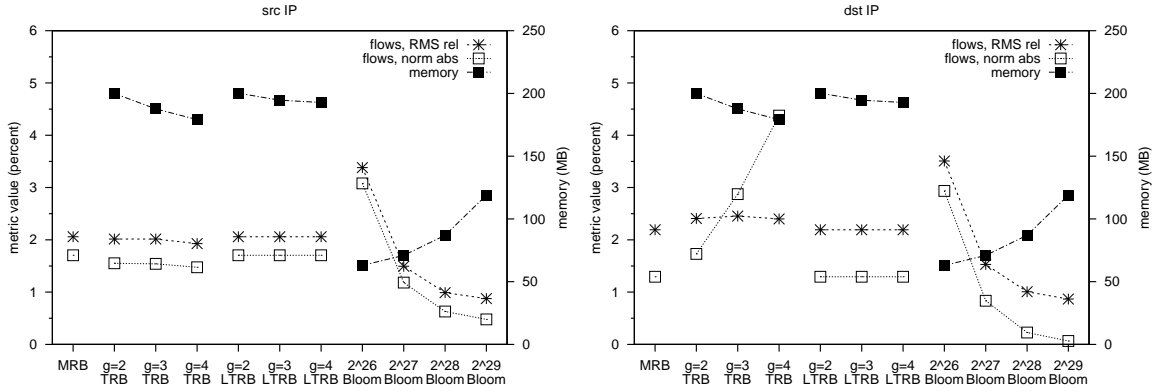 src IP
6
5
4
3
2
1
0
metric value (percent)
250
200
150
100
50
0
memory (MB)
flows, RMS rel
flows, norm abs
memory
MRB
g=2 TRB
g=3 TRB
g=4 TRB
g=2 LTRB
g=3 LTRB
g=4 LTRB
2^26 Bloom
2^27 Bloom
2^28 Bloom
2^29 Bloom
dst IP
6
5
4
3
2
1
0
metric value (percent)
250
200
150
100
50
0
memory (MB)
flows, RMS rel
flows, norm abs
memory
MRB
g=2 TRB
g=3 TRB
g=4 TRB
g=2 LTRB
g=3 LTRB
g=4 LTRB
2^26 Bloom
2^27 Bloom
2^28 Bloom
2^29 Bloom